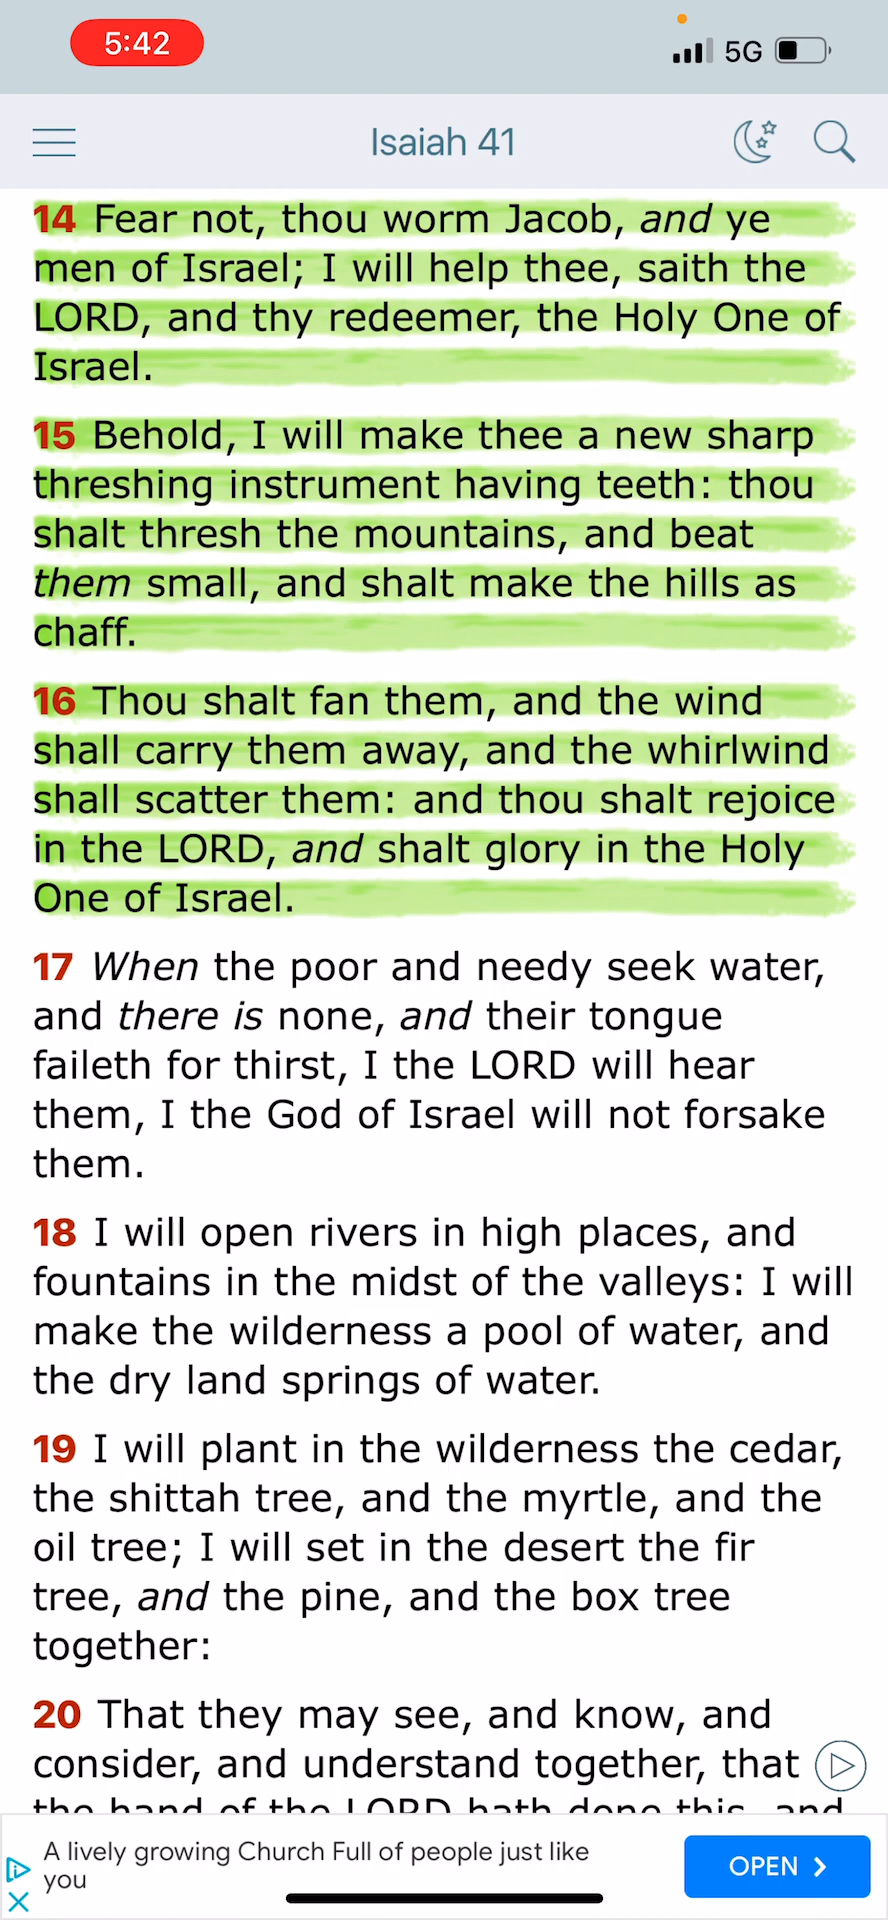 5:42
5G
Isaiah 41
14 Fear not, thou worm Jacob, and ye
men of Israel; I will help thee, saith the
LORD, and thy redeemer, the Holy One of
Israel.
15 Behold, I will make thee a new sharp
threshing instrument having teeth: thou
shalt thresh the mountains, and beat
them small, and shalt make the hills as
chaff.
16 Thou shalt fan them, and the wind
shall carry them away, and the whirlwind
shall scatter them: and thou shalt rejoice
in the LORD, and shalt glory in the Holy
One of Israel.
17 When the poor and needy seek water,
and there is none, and their tongue
faileth for thirst, I the LORD will hear
them, I the God of Israel will not forsake
them.
18 I will open rivers in high places, and
fountains in the midst of the valleys: I will
make the wilderness a pool of water, and
the dry land springs of water.
19 I will plant in the wilderness the cedar,
the shittah tree, and the myrtle, and the
oil tree; I will set in the desert the fir
tree, and the pine, and the box tree
together:
20 That they may see, and know, and
consider, and understand together, that
the hand of the LORD hath done this, and
A lively growing Church Full of people just like
you
OPEN